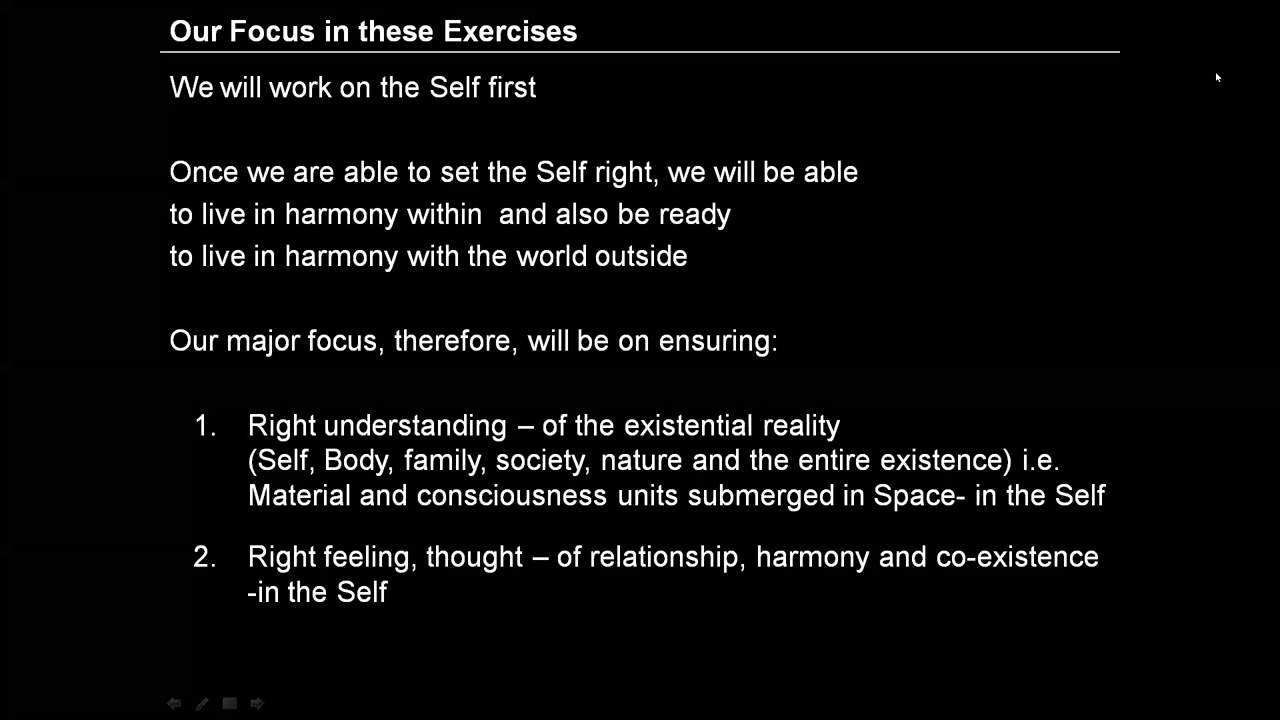 Our Focus in these Exercises
We will work on the Self first
Once we are able to set the Self right, we will be able
to live in harmony within  and also be ready
to live in harmony with the world outside
Our major focus, therefore, will be on ensuring:
1. Right understanding – of the existential reality
(Self, Body, family, society, nature and the entire existence) i.e.
Material and consciousness units submerged in Space- in the Self
2. Right feeling, thought – of relationship, harmony and co-existence
-in the Self